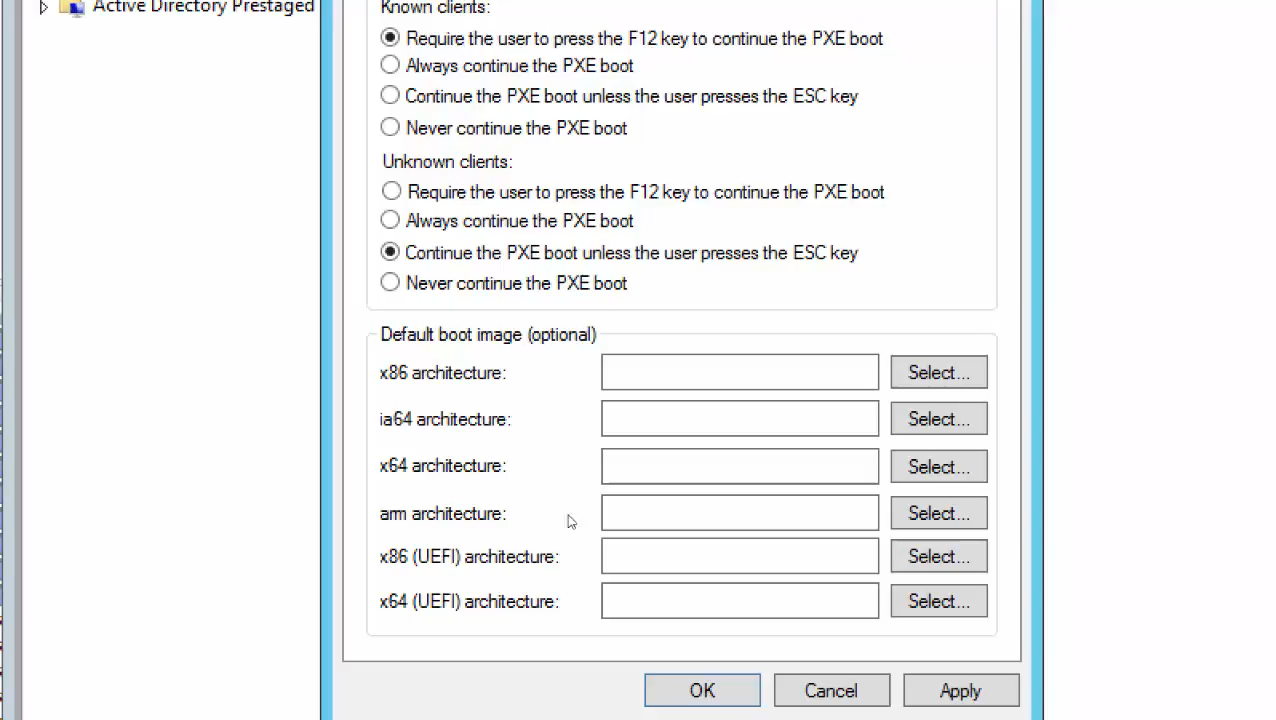 Active Directory Prestaged
Known clients:
Require the user to press the F12 key to continue the PXE boot
Always continue the PXE boot
Continue the PXE boot unless the user presses the ESC key
Never continue the PXE boot
Unknown clients:
Require the user to press the F12 key to continue the PXE boot
Always continue the PXE boot
Continue the PXE boot unless the user presses the ESC key
Never continue the PXE boot
Default boot image (optional)
x86 architecture: Select...
ia64 architecture: Select...
x64 architecture: Select...
arm architecture: Select...
x86 (UEFI) architecture: Select...
x64 (UEFI) architecture: Select...
OK Cancel Apply